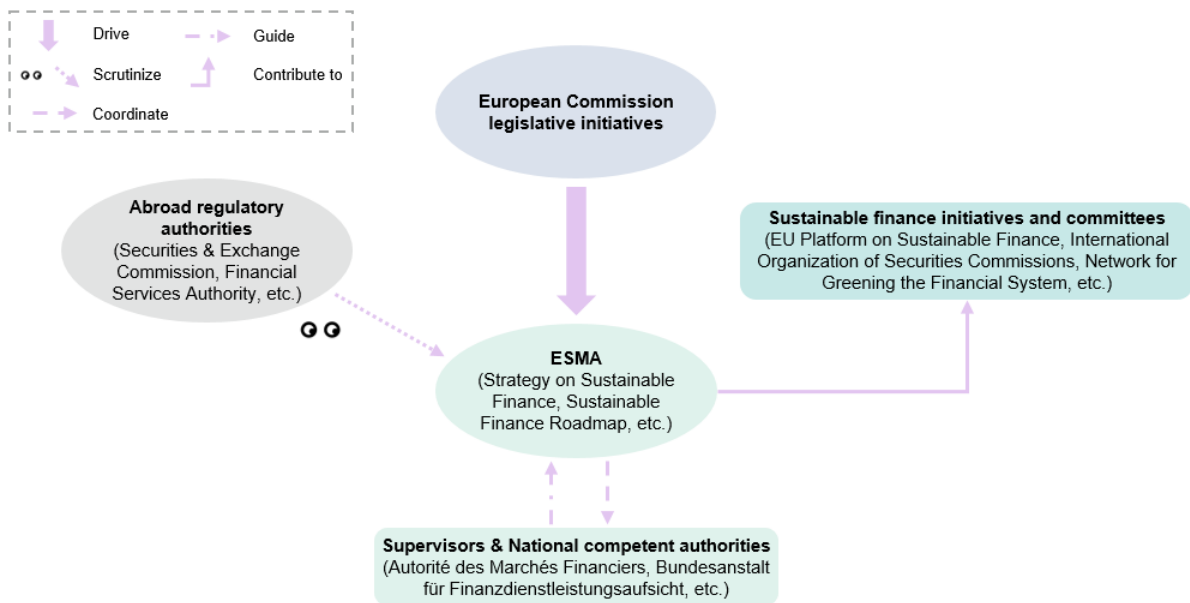 Drive
Guide
Scrutinize
Contribute to
Coordinate
European Commission
legislative initiatives
Abroad regulatory
authorities
(Securities & Exchange
Commission, Financial
Services Authority, etc.)
Sustainable finance initiatives and committees
(EU Platform on Sustainable Finance, International
Organization of Securities Commissions, Network for
Greening the Financial System, etc.)
ESMA
(Strategy on Sustainable
Finance, Sustainable
Finance Roadmap, etc.)
Supervisors & National competent authorities
(Autorité des Marchés Financiers, Bundesanstalt
für Finanzdienstleistungsaufsicht, etc.)